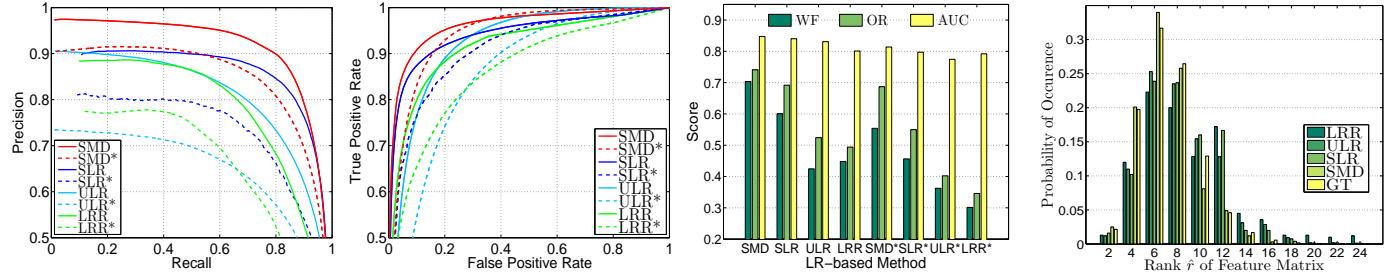 Precision
1
0.9
0.8
0.7
0.6
0.5
0 0.2 0.4 0.6 0.8 1
Recall
SMD
SMD*
SLR
SLR*
ULR
ULR*
LRR
LRR*
True Positive Rate
1
0.9
0.8
0.7
0.6
0.5
0 0.2 0.4 0.6 0.8 1
False Positive Rate
SMD
SMD*
SLR
SLR*
ULR
ULR*
LRR
LRR*
Score
WF OR AUC
1
0.9
0.8
0.7
0.6
0.5
0.4
0.3
0.2
SMD SLR ULR LRR SMD* SLR* ULR* LRR*
LR-based Method
Probability of Occurrence
0.3
0.25
0.2
0.15
0.1
0.05
0
2 4 6 8 10 12 14 16 18 20 22 24
Rank r̂ of Feature Matrix
LRR
ULR
SLR
SMD
GT